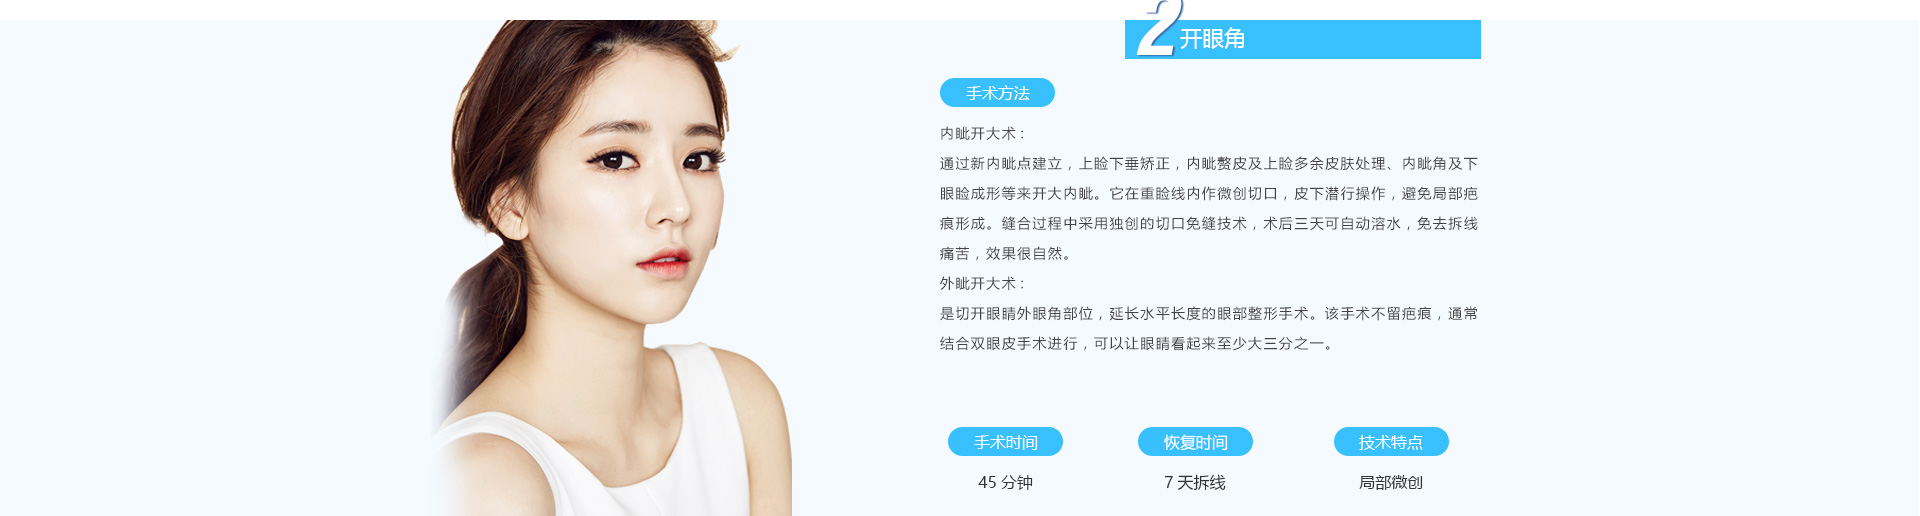 2 开眼角
手术方法
内眦开大术：
通过新内眦点建立，上睑下垂矫正，内眦赘皮及上睑多余皮肤处理、内眦角及下
眼睑成形等来开大内眦。它在重睑线内作微创切口，皮下潜行操作，避免局部疤
痕形成。缝合过程中采用独创的切口免缝技术，术后三天可自动溶水，免去拆线
痛苦，效果很自然。
外眦开大术：
是切开眼睛外眼角部位，延长水平长度的眼部整形手术。该手术不留疤痕，通常
结合双眼皮手术进行，可以让眼睛看起来至少大三分之一。
手术时间 恢复时间 技术特点
45 分钟 7 天拆线 局部微创